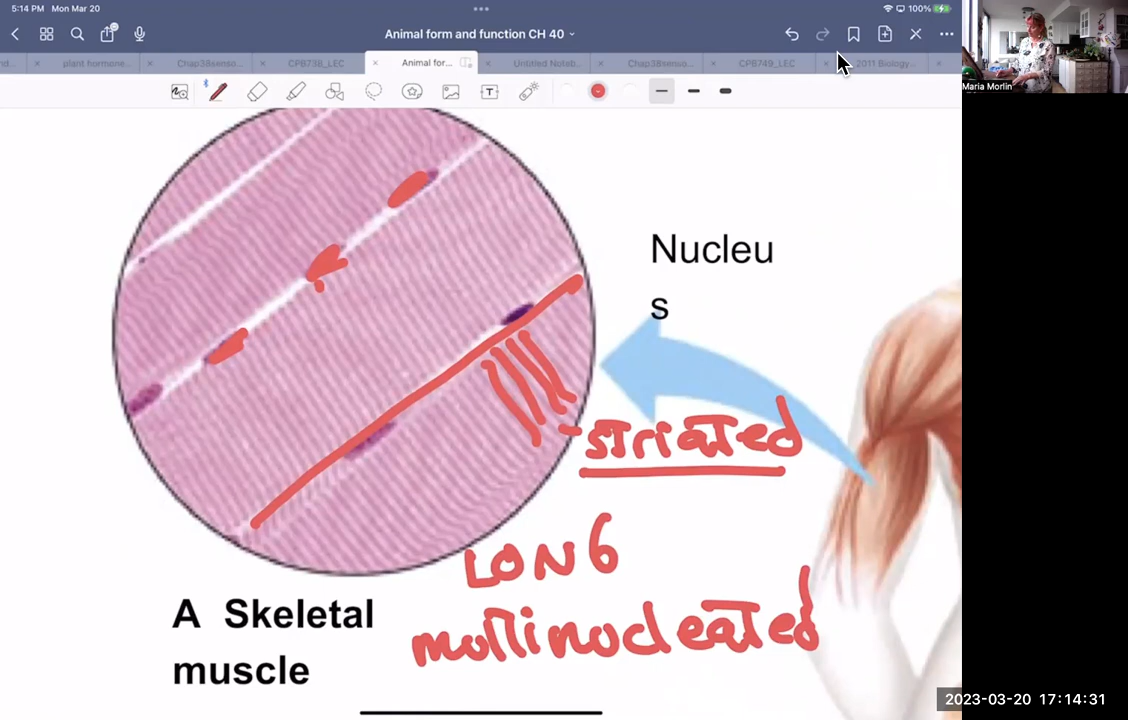 5:14 PM Mon Mar 20
100%
Animal form and function CH 40
plant hormone...
Chap38senso...
CPB738_LEC
Animal for...
Untitled Noteb...
Chap38senso...
CPB749_LEC
2011 Biology-
Maria Morlin
Nucleu
s
striated
LONG
multinucleated
A Skeletal
muscle
2023-03-20 17:14:31